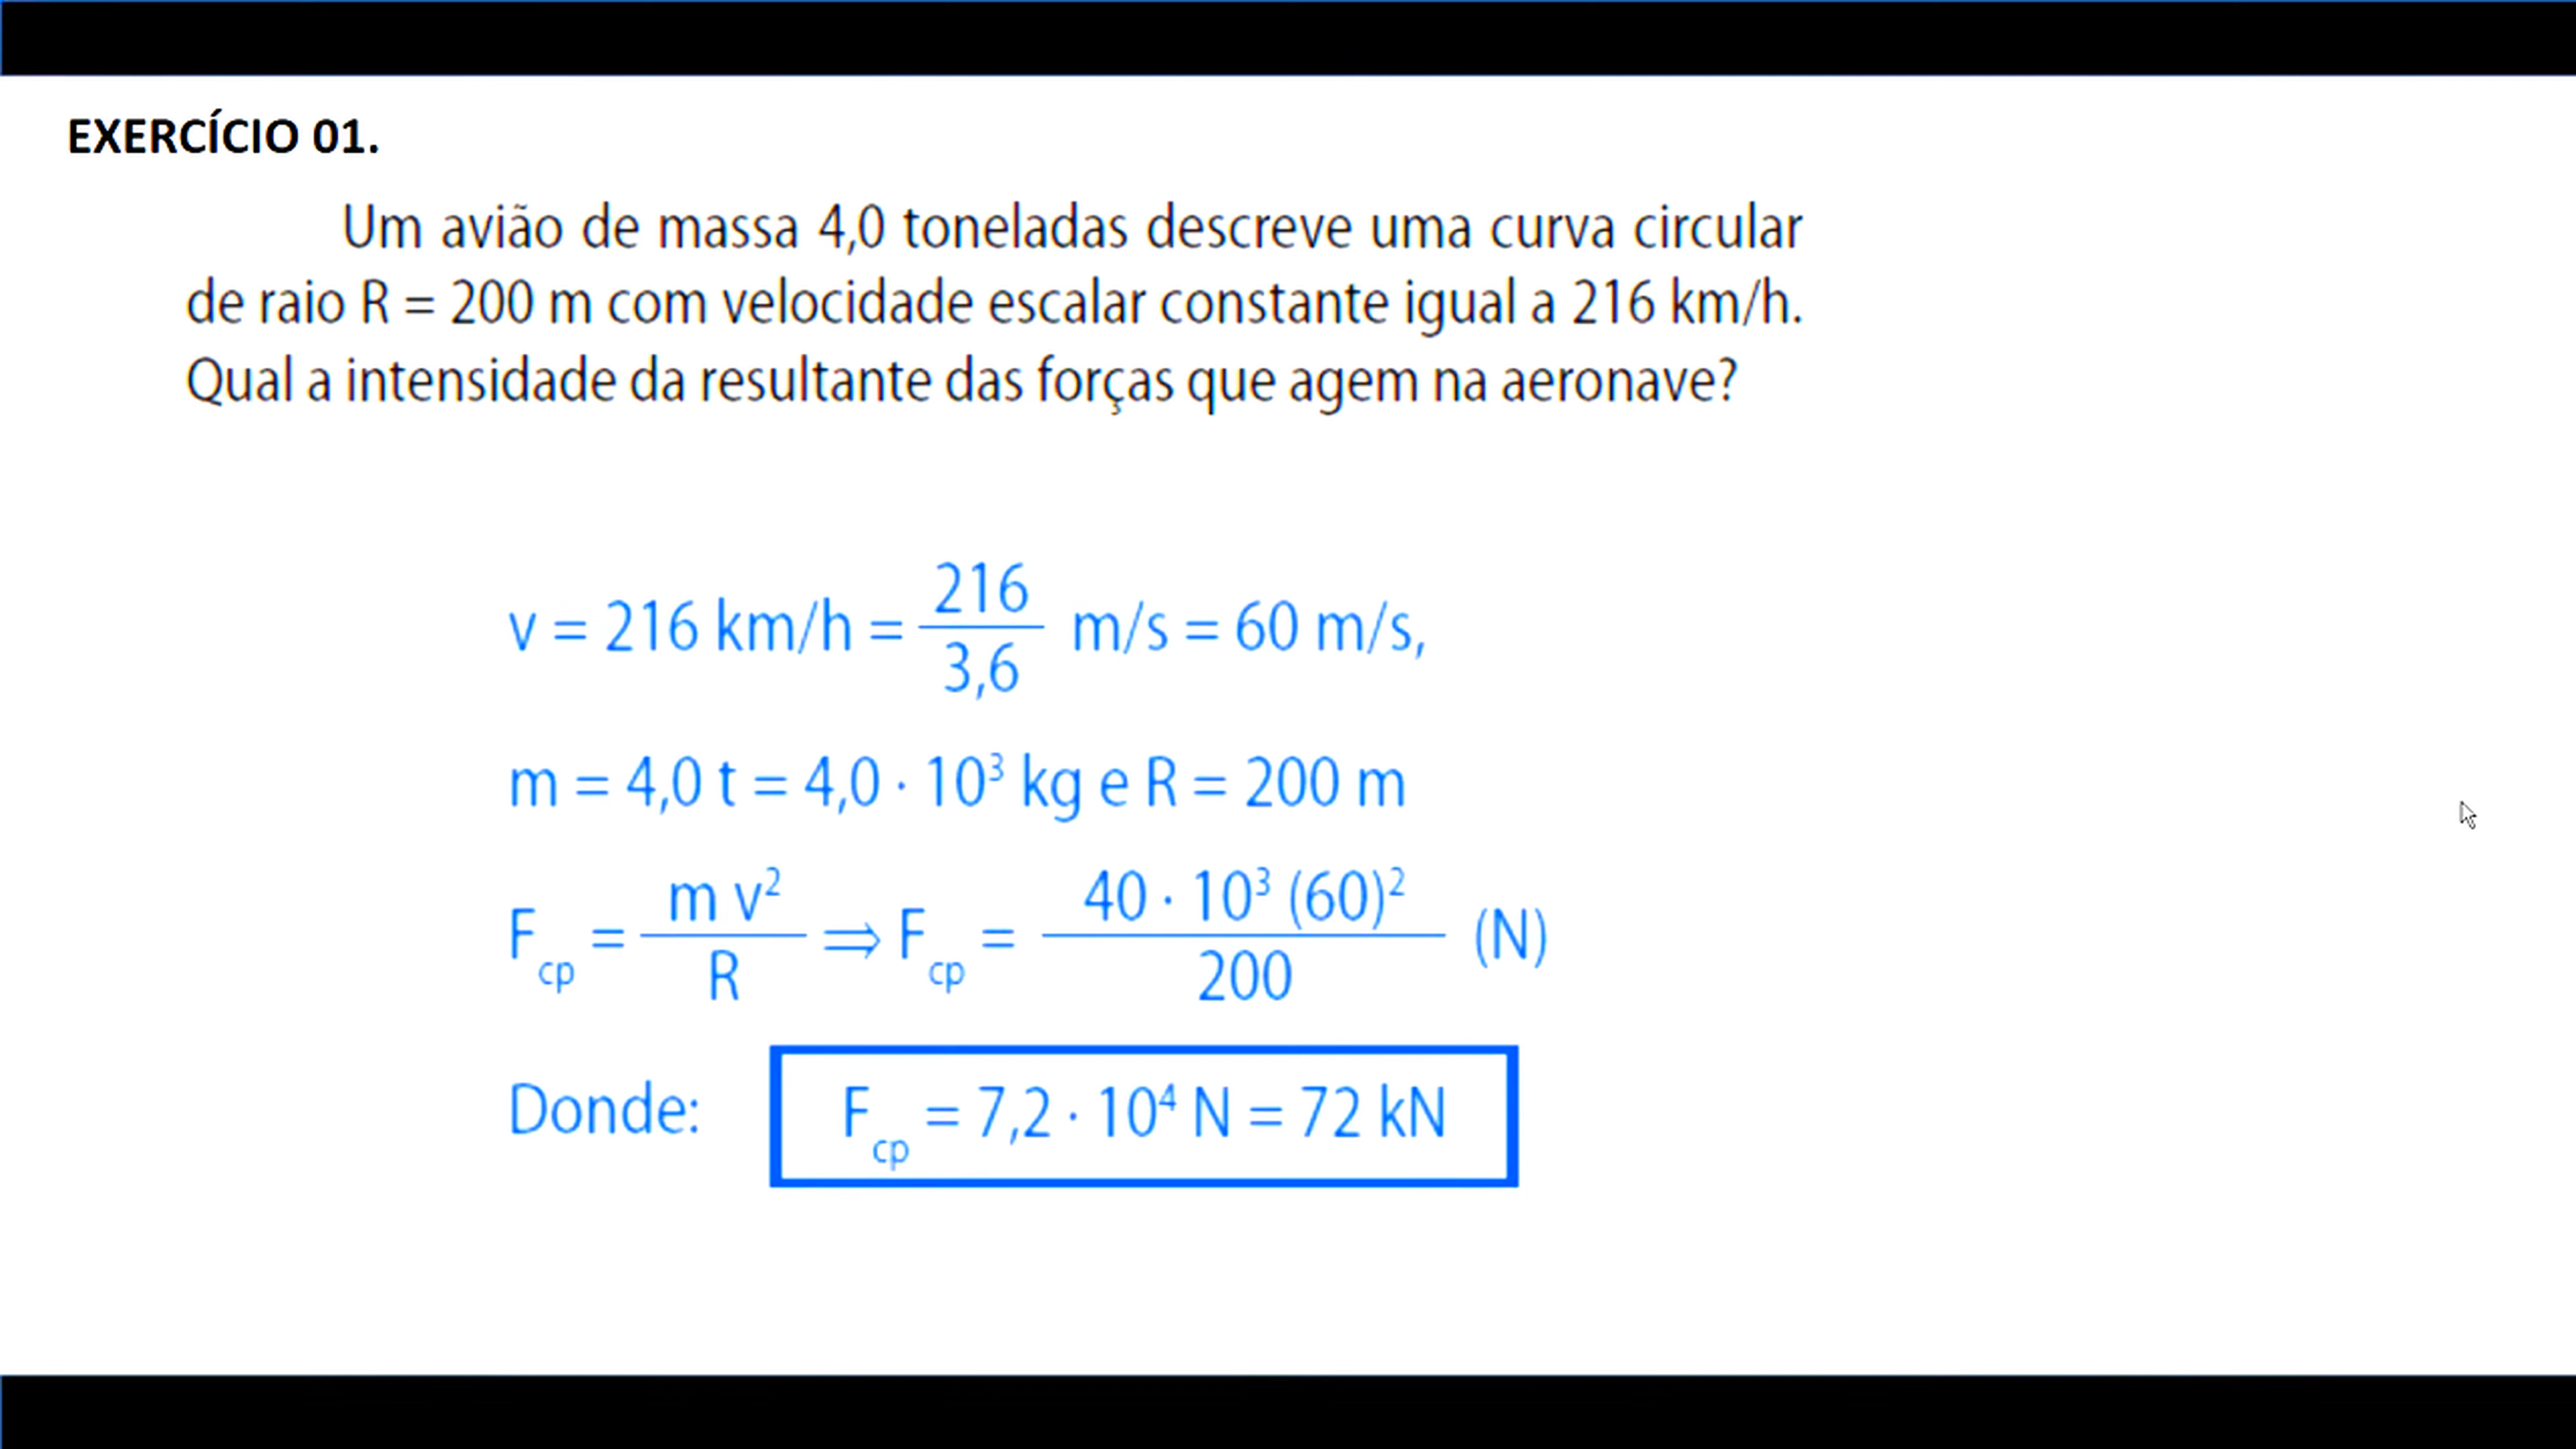 EXERCÍCIO 01.
Um avião de massa 4,0 toneladas descreve uma curva circular
de raio R = 200 m com velocidade escalar constante igual a 216 km/h.
Qual a intensidade da resultante das forças que agem na aeronave?
v = 216 km/h = 216/3,6 m/s = 60 m/s,
m = 4,0 t = 4,0 · 10³ kg e R = 200 m
F_cp = m v²/R ⇒ F_cp = 40 · 10³ (60)²/200 (N)
Donde: F_cp = 7,2 · 10⁴ N = 72 kN